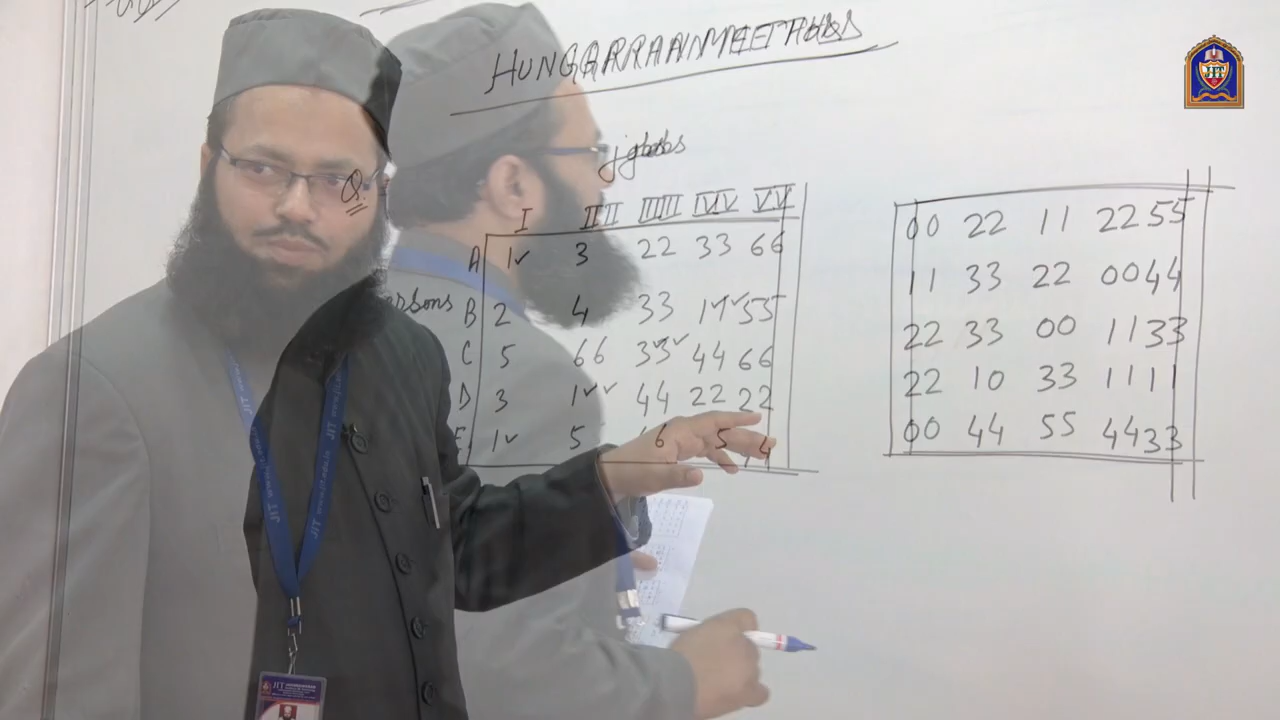 HUNGARIAN METHOD
JIT
jobs
Q.
I II III IV V
A 1✓ 3 2 3 6
B 2 4 3 1✓ 5
C 5 6 3✓ 4 6
D 3 1✓ 4 2 2
E 1✓ 5 6 5 4
0 2 1 2 5
1 3 2 0 4
2 3 0 1 3
2 0 3 1 1
0 4 5 4 3
JIT